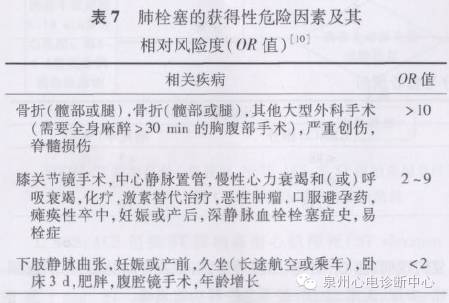 表7 肺栓塞的获得性危险因素及其
相对风险度(OR值)[10]
相关疾病 OR值
骨折(髋部或腿),骨折(髋部或腿),其他大型外科手术 >10
(需要全身麻醉>30 min的胸腹部手术),严重创伤,
脊髓损伤
膝关节镜手术,中心静脉置管,慢性心力衰竭和(或)呼 2~9
吸衰竭,化疗,激素替代治疗,恶性肿瘤,口服避孕药,
瘫痪性卒中,妊娠或产后,深静脉血栓栓塞症史,易
栓症
下肢静脉曲张,妊娠或产前,久坐(长途航空或乘车),卧 <2
床3 d,肥胖,腹腔镜手术,年龄增长
泉州心电诊断中心